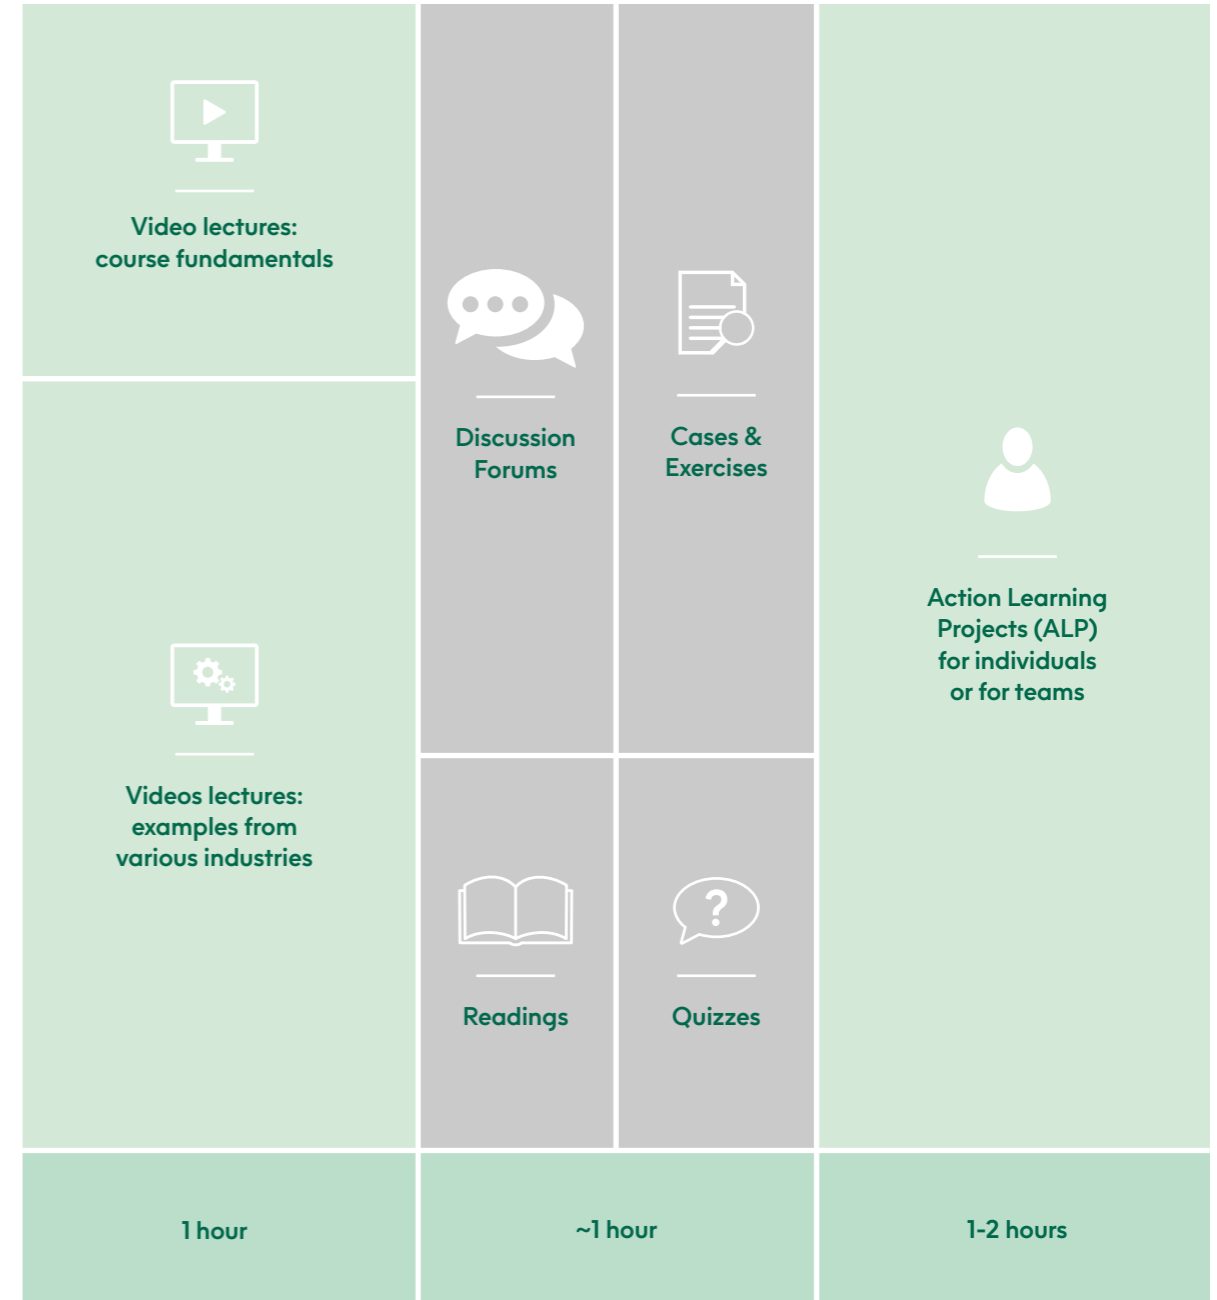 Video lectures:
course fundamentals
Videos lectures:
examples from
various industries
Discussion
Forums
Cases &
Exercises
Readings
?
Quizzes
Action Learning
Projects (ALP)
for individuals
or for teams
1 hour
~1 hour
1-2 hours